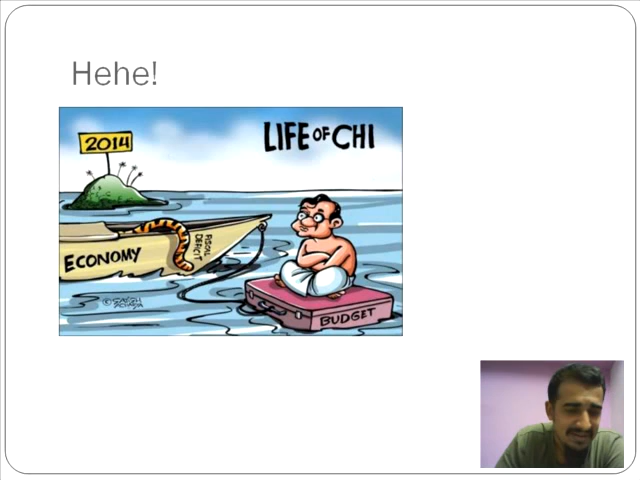 Hehe!
LIFE OF CHI
2014
FISCAL
DEFICIT
ECONOMY
BUDGET